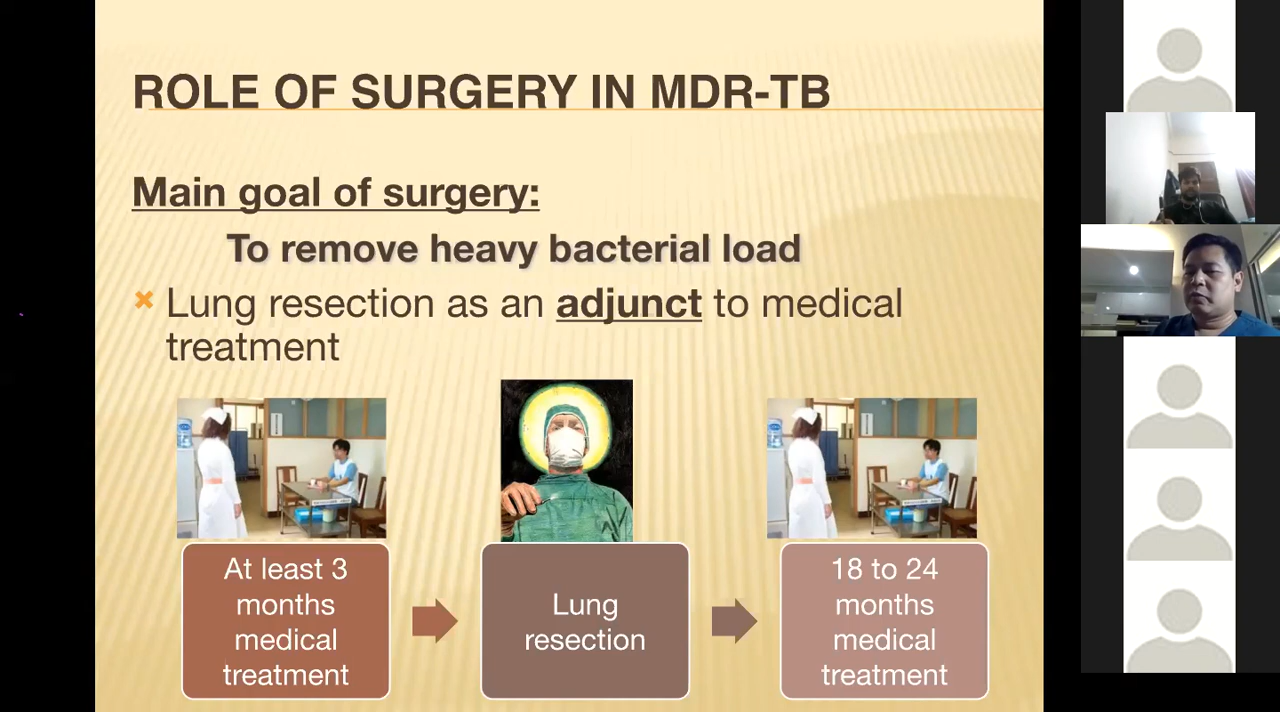 ROLE OF SURGERY IN MDR-TB
Main goal of surgery:
To remove heavy bacterial load
Lung resection as an adjunct to medical
treatment
At least 3
months
medical
treatment
Lung
resection
18 to 24
months
medical
treatment